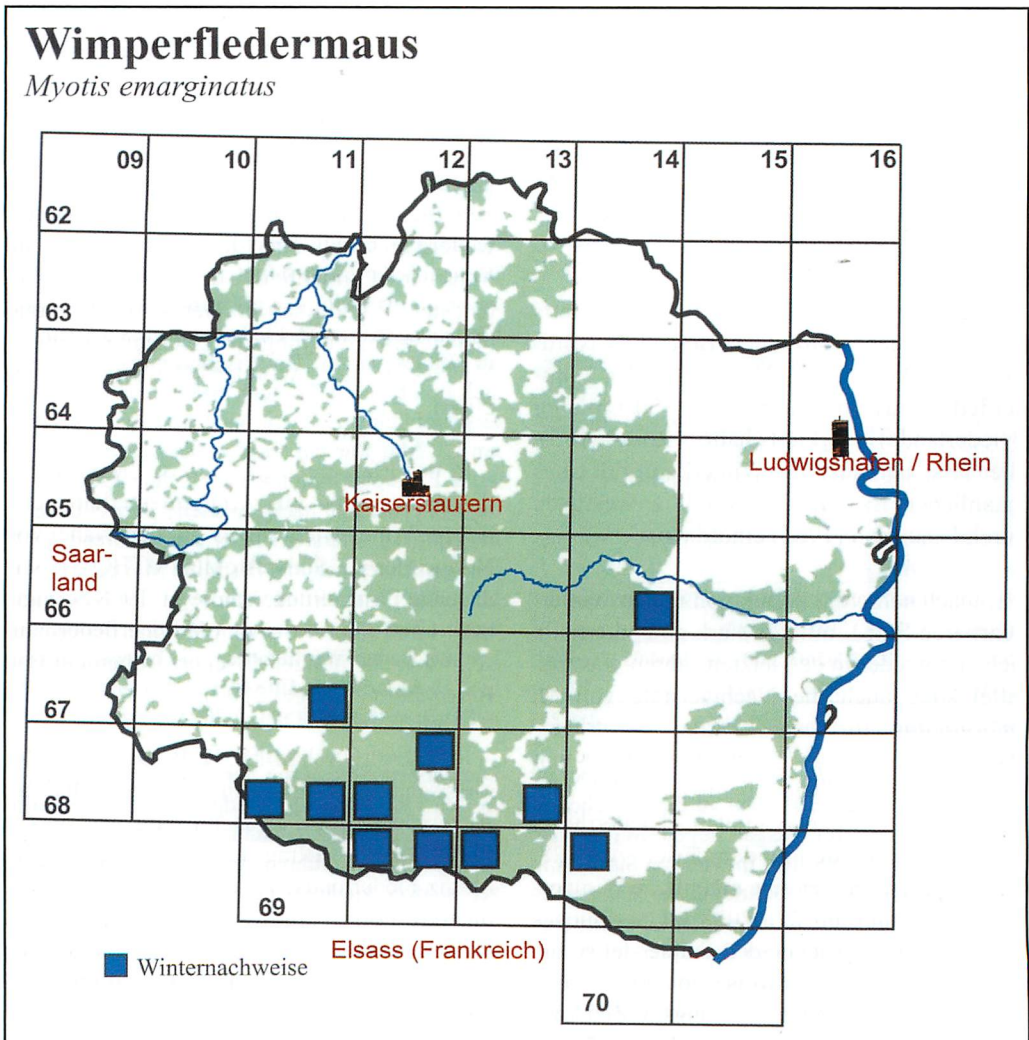 Wimperfledermaus
Myotis emarginatus
09 10 11 12 13 14 15 16
62
63
64
Ludwigshafen / Rhein
Kaiserslautern
65
Saar-
land
66
67
68
69
Elsass (Frankreich)
Winternachweise
70